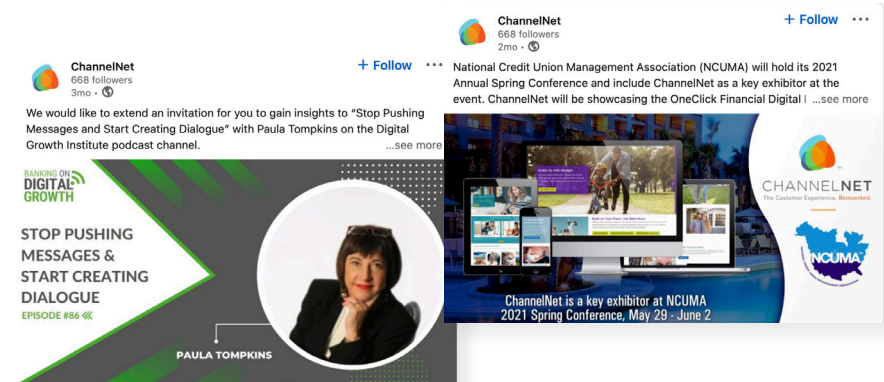 ChannelNet
668 followers
3mo •
+ Follow
We would like to extend an invitation for you to gain insights to “Stop Pushing
Messages and Start Creating Dialogue” with Paula Tompkins on the Digital
Growth Institute podcast channel.
...see more
BANKING ON
DIGITAL
GROWTH
STOP PUSHING
MESSAGES &
START CREATING
DIALOGUE
EPISODE #86
PAULA TOMPKINS
ChannelNet
668 followers
2mo •
+ Follow
National Credit Union Management Association (NCUMA) will hold its 2021
Annual Spring Conference and include ChannelNet as a key exhibitor at the
event. ChannelNet will be showcasing the OneClick Financial Digital
...see more
CHANNELNET
The Customer Experience. Reinvented.
NCUMA
ChannelNet is a key exhibitor at NCUMA
2021 Spring Conference, May 29 - June 2